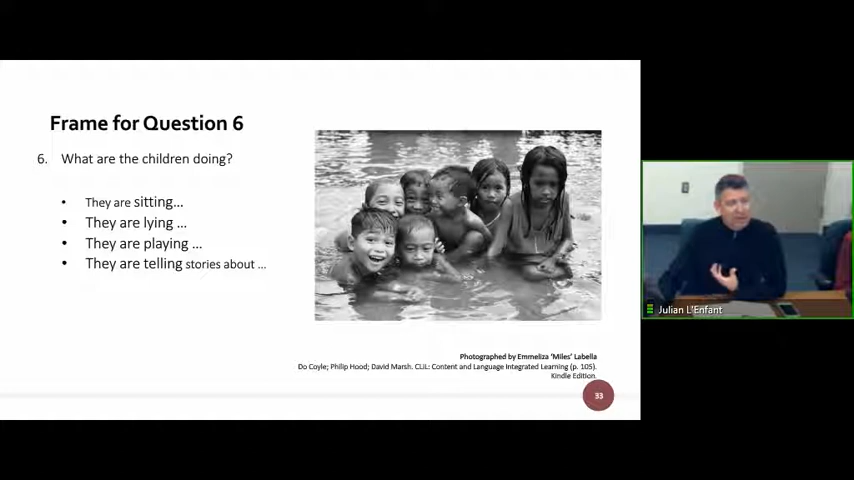 Frame for Question 6
6. What are the children doing?
• They are sitting...
• They are lying ...
• They are playing ...
• They are telling stories about ...
Photographed by Emmeliza 'Miles' Labella
Do Coyle; Philip Hood; David Marsh. CLIL: Content and Language Integrated Learning (p. 105).
Kindle Edition.
33
Julian L'Enfant